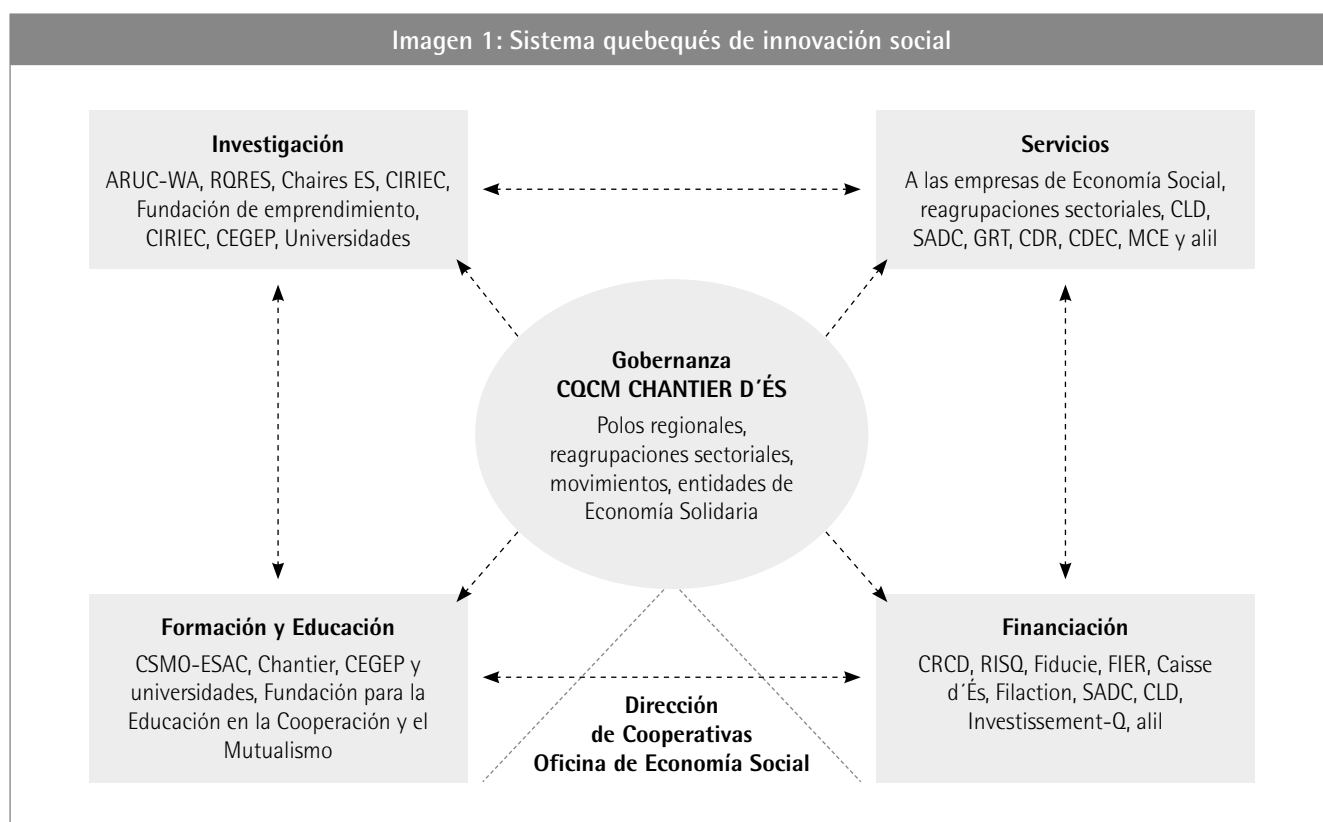 Imagen 1: Sistema quebequés de innovación social
Investigación
ARUC-WA, RQRES, Chaires ES, CIRIEC,
Fundación de emprendimiento,
CIRIEC, CEGEP, Universidades
Servicios
A las empresas de Economía Social,
reagrupaciones sectoriales, CLD,
SADC, GRT, CDR, CDEC, MCE y alil
Gobernanza
CQCM CHANTIER D´ÉS
Polos regionales,
reagrupaciones sectoriales,
movimientos, entidades de
Economía Solidaria
Formación y Educación
CSMO-ESAC, Chantier, CEGEP y
universidades, Fundación para la
Educación en la Cooperación y el
Mutualismo
Financiación
CRCD, RISQ, Fiducie, FIER, Caisse
d´És, Filaction, SADC, CLD,
Investissement-Q, alil
Dirección
de Cooperativas
Oficina de Economía Social